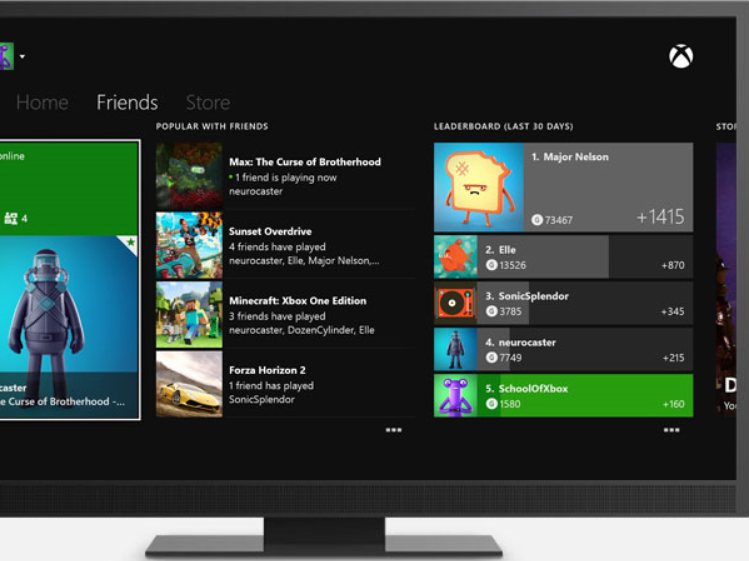 Home Friends Store
online
4
caster
e Curse of Brotherhood -...
POPULAR WITH FRIENDS
Max: The Curse of Brotherhood
1 friend is playing now
neurocaster
Sunset Overdrive
4 friends have played
neurocaster, Elle, Major Nelson,...
Minecraft: Xbox One Edition
3 friends have played
neurocaster, DozenCylinder, Elle
Forza Horizon 2
1 friend has played
SonicSplendor
LEADERBOARD (LAST 30 DAYS)
1. Major Nelson
G 73467 +1415
2. Elle
G 13526 +870
3. SonicSplendor
G 3785 +345
4. neurocaster
G 7749 +215
5. SchoolOfXbox
G 1580 +160
STO
D
You